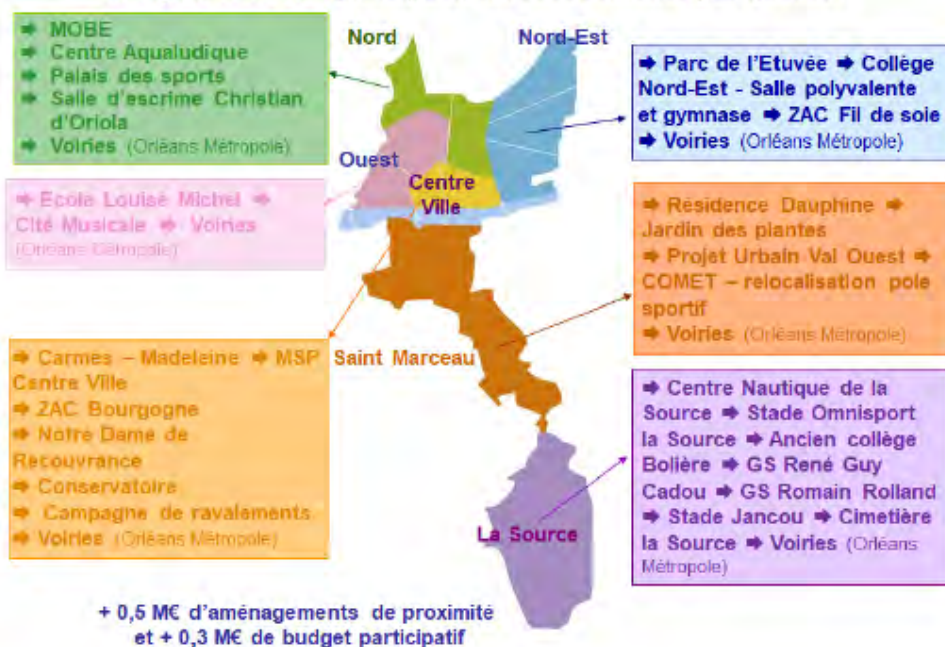 ➡ MOBE
➡ Centre Aqualudique
➡ Palais des sports
➡ Salle d'escrime Christian
d'Oriola
➡ Voiries (Orléans Métropole)
Nord
Nord-Est
➡ Parc de l'Etuvée ➡ Collège
Nord-Est - Salle polyvalente
et gymnase ➡ ZAC Fil de soie
➡ Voiries (Orléans Métropole)
Ouest
Centre
Ville
➡ Ecole Louise Michel ➡
Cité Musicale ➡ Voiries
(Orléans Métropole)
➡ Résidence Dauphine ➡
Jardin des plantes
➡ Projet Urbain Val Ouest ➡
COMET – relocalisation pole
sportif
➡ Voiries (Orléans Métropole)
➡ Carmes – Madeleine ➡ MSP
Centre Ville
➡ ZAC Bourgogne
➡ Notre Dame de
Recouvrance
➡ Conservatoire
➡ Campagne de ravalements
➡ Voiries (Orléans Métropole)
Saint Marceau
➡ Centre Nautique de la
Source ➡ Stade Omnisport
la Source ➡ Ancien collège
Bolière ➡ GS René Guy
Cadou ➡ GS Romain Rolland
➡ Stade Jancou ➡ Cimetière
la Source ➡ Voiries (Orléans
Métropole)
La Source
+ 0,5 M€ d'aménagements de proximité
et + 0,3 M€ de budget participatif